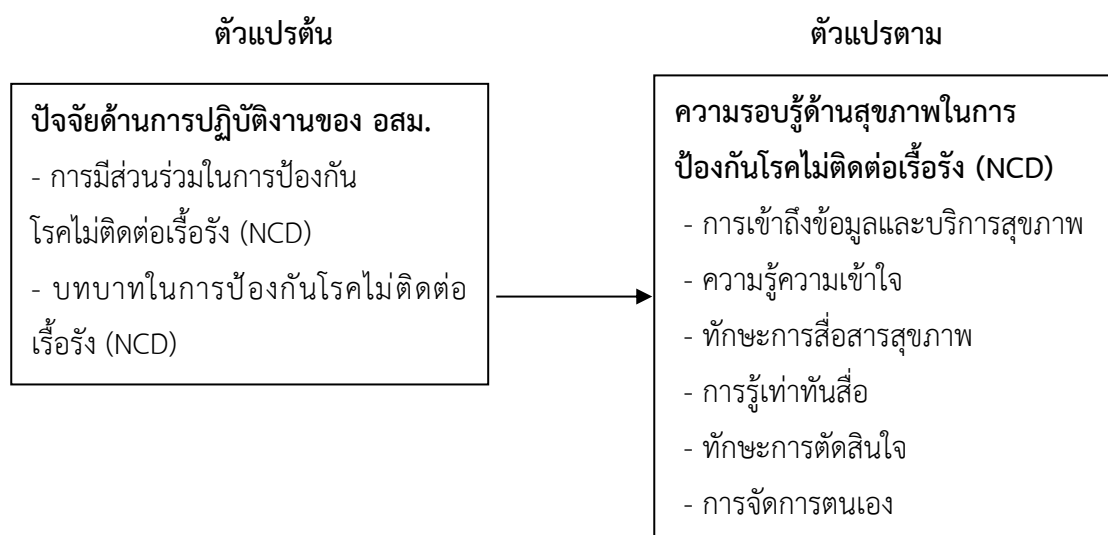 ตัวแปรต้น
ตัวแปรตาม
ปัจจัยด้านการปฏิบัติงานของ อสม.
- การมีส่วนร่วมในการป้องกัน
โรคไม่ติดต่อเรื้อรัง (NCD)
- บทบาทในการป้องกันโรคไม่ติดต่อ
เรื้อรัง (NCD)
ความรอบรู้ด้านสุขภาพในการ
ป้องกันโรคไม่ติดต่อเรื้อรัง (NCD)
- การเข้าถึงข้อมูลและบริการสุขภาพ
- ความรู้ความเข้าใจ
- ทักษะการสื่อสารสุขภาพ
- การรู้เท่าทันสื่อ
- ทักษะการตัดสินใจ
- การจัดการตนเอง